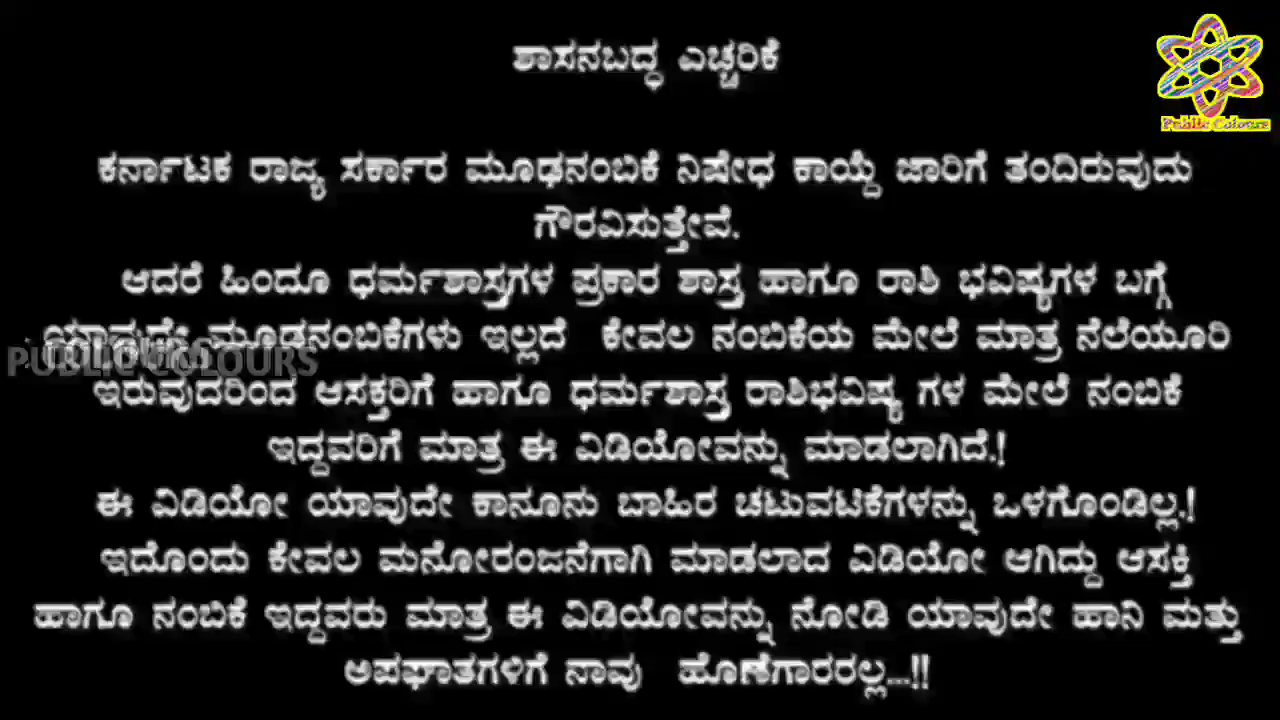 ಶಾಸನಬದ್ಧ ಎಚ್ಚರಿಕೆ
Public Colours
ಕರ್ನಾಟಕ ರಾಜ್ಯ ಸರ್ಕಾರ ಮೂಢನಂಬಿಕೆ ನಿಷೇಧ ಕಾಯ್ದೆ ಜಾರಿಗೆ ತಂದಿರುವುದು
ಗೌರವಿಸುತ್ತೇವೆ.
ಆದರೆ ಹಿಂದೂ ಧರ್ಮಶಾಸ್ತ್ರಗಳ ಪ್ರಕಾರ ಶಾಸ್ತ್ರ ಹಾಗೂ ರಾಶಿ ಭವಿಷ್ಯಗಳ ಬಗ್ಗೆ
ಯಾವುದೇ ಮೂಡನಂಬಿಕೆಗಳು ಇಲ್ಲದೆ ಕೇವಲ ನಂಬಿಕೆಯ ಮೇಲೆ ಮಾತ್ರ ನೆಲೆಯೂರಿ
PUBLIC COLOURS
ಇರುವುದರಿಂದ ಆಸಕ್ತರಿಗೆ ಹಾಗೂ ಧರ್ಮಶಾಸ್ತ್ರ ರಾಶಿಭವಿಷ್ಯ ಗಳ ಮೇಲೆ ನಂಬಿಕೆ
ಇದ್ದವರಿಗೆ ಮಾತ್ರ ಈ ವಿಡಿಯೋವನ್ನು ಮಾಡಲಾಗಿದೆ.!
ಈ ವಿಡಿಯೋ ಯಾವುದೇ ಕಾನೂನು ಬಾಹಿರ ಚಟುವಟಿಕೆಗಳನ್ನು ಒಳಗೊಂಡಿಲ್ಲ.!
ಇದೊಂದು ಕೇವಲ ಮನೋರಂಜನೆಗಾಗಿ ಮಾಡಲಾದ ವಿಡಿಯೋ ಆಗಿದ್ದು ಆಸಕ್ತಿ
ಹಾಗೂ ನಂಬಿಕೆ ಇದ್ದವರು ಮಾತ್ರ ಈ ವಿಡಿಯೋವನ್ನು ನೋಡಿ ಯಾವುದೇ ಹಾನಿ ಮತ್ತು
ಅಪಘಾತಗಳಿಗೆ ನಾವು ಹೊಣೆಗಾರರಲ್ಲ...!!